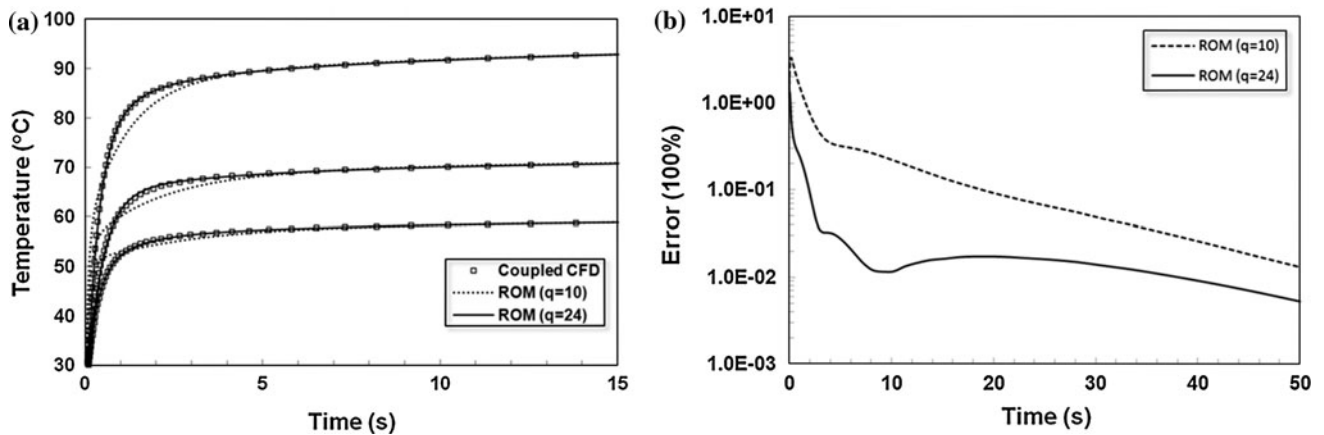 (a)
100
90
80
70
60
50
40
30
Temperature (°C)
Coupled CFD
ROM (q=10)
ROM (q=24)
0
5
10
15
Time (s)
(b)
1.0E+01
1.0E+00
1.0E-01
1.0E-02
1.0E-03
Error (100%)
ROM (q=10)
ROM (q=24)
0
10
20
30
40
50
Time (s)